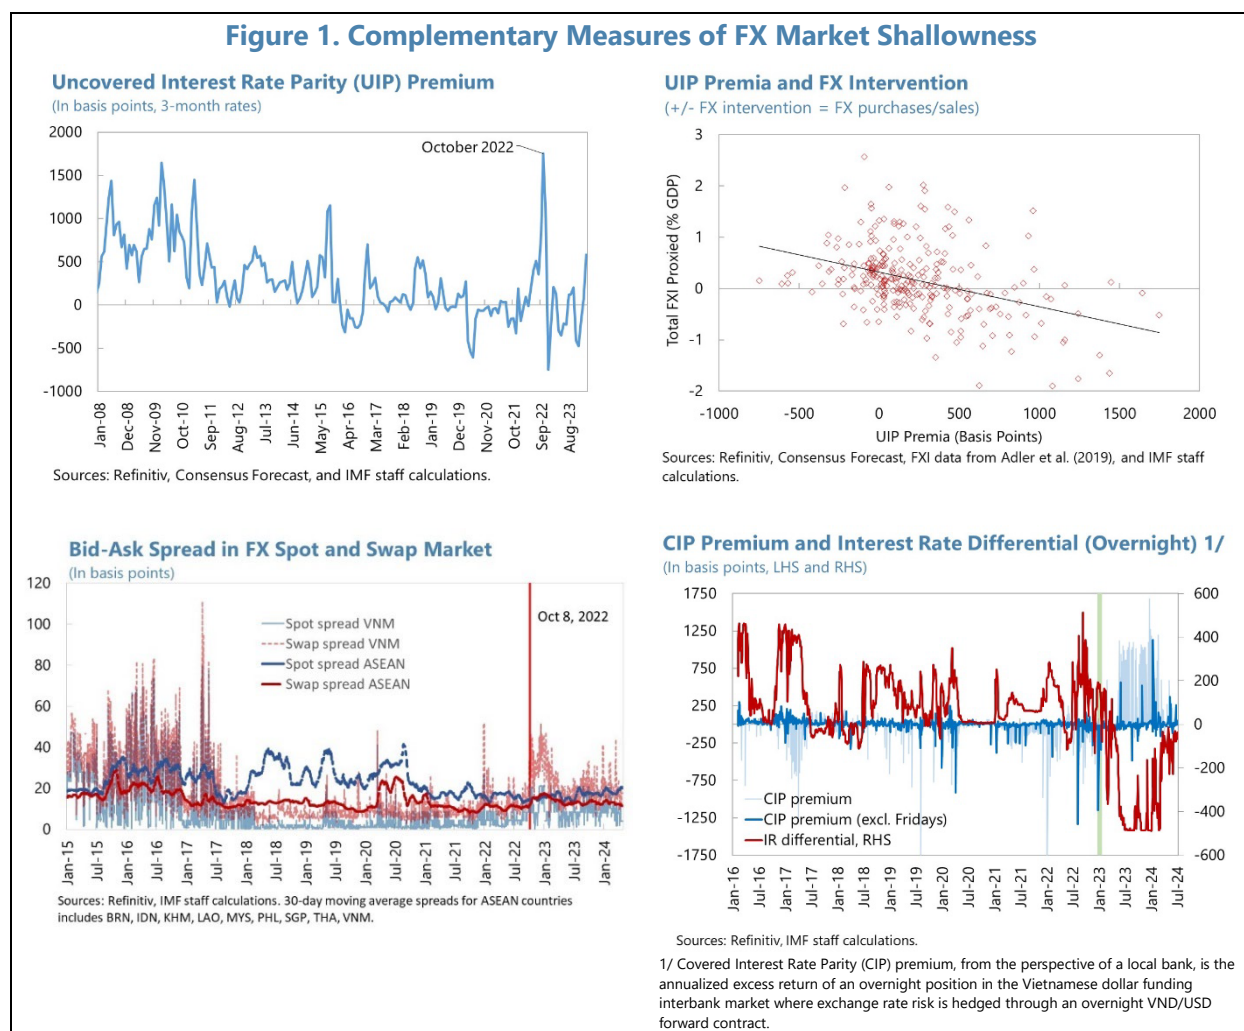 Figure 1. Complementary Measures of FX Market Shallowness
Uncovered Interest Rate Parity (UIP) Premium
(In basis points, 3-month rates)
2000
1500
1000
500
0
-500
-1000
October 2022
Jan-08
Dec-08
Nov-09
Oct-10
Sep-11
Aug-12
Jul-13
Jun-14
May-15
Apr-16
Mar-17
Feb-18
Jan-19
Dec-19
Nov-20
Oct-21
Sep-22
Aug-23
Sources: Refinitiv, Consensus Forecast, and IMF staff calculations.
UIP Premia and FX Intervention
(+/- FX intervention = FX purchases/sales)
Total FXI Proxied (% GDP)
3
2
1
0
-1
-2
-1000
-500
0
500
1000
1500
2000
UIP Premia (Basis Points)
Sources: Refinitiv, Consensus Forecast, FXI data from Adler et al. (2019), and IMF staff
calculations.
Bid-Ask Spread in FX Spot and Swap Market
(In basis points)
120
100
80
60
40
20
0
Spot spread VNM
Swap spread VNM
Spot spread ASEAN
Swap spread ASEAN
Oct 8, 2022
Jan-15
Jul-15
Jan-16
Jul-16
Jan-17
Jul-17
Jan-18
Jul-18
Jan-19
Jul-19
Jan-20
Jul-20
Jan-21
Jul-21
Jan-22
Jul-22
Jan-23
Jul-23
Jan-24
Sources: Refinitiv, IMF staff calculations. 30-day moving average spreads for ASEAN countries
includes BRN, IDN, KHM, LAO, MYS, PHL, SGP, THA, VNM.
CIP Premium and Interest Rate Differential (Overnight) 1/
(In basis points, LHS and RHS)
1750
1250
750
250
-250
-750
-1250
-1750
600
400
200
0
-200
-400
-600
CIP premium
CIP premium (excl. Fridays)
IR differential, RHS
Jan-16
Jul-16
Jan-17
Jul-17
Jan-18
Jul-18
Jan-19
Jul-19
Jan-20
Jul-20
Jan-21
Jul-21
Jan-22
Jul-22
Jan-23
Jul-23
Jan-24
Jul-24
Sources: Refinitiv, IMF staff calculations.
1/ Covered Interest Rate Parity (CIP) premium, from the perspective of a local bank, is the
annualized excess return of an overnight position in the Vietnamese dollar funding
interbank market where exchange rate risk is hedged through an overnight VND/USD
forward contract.